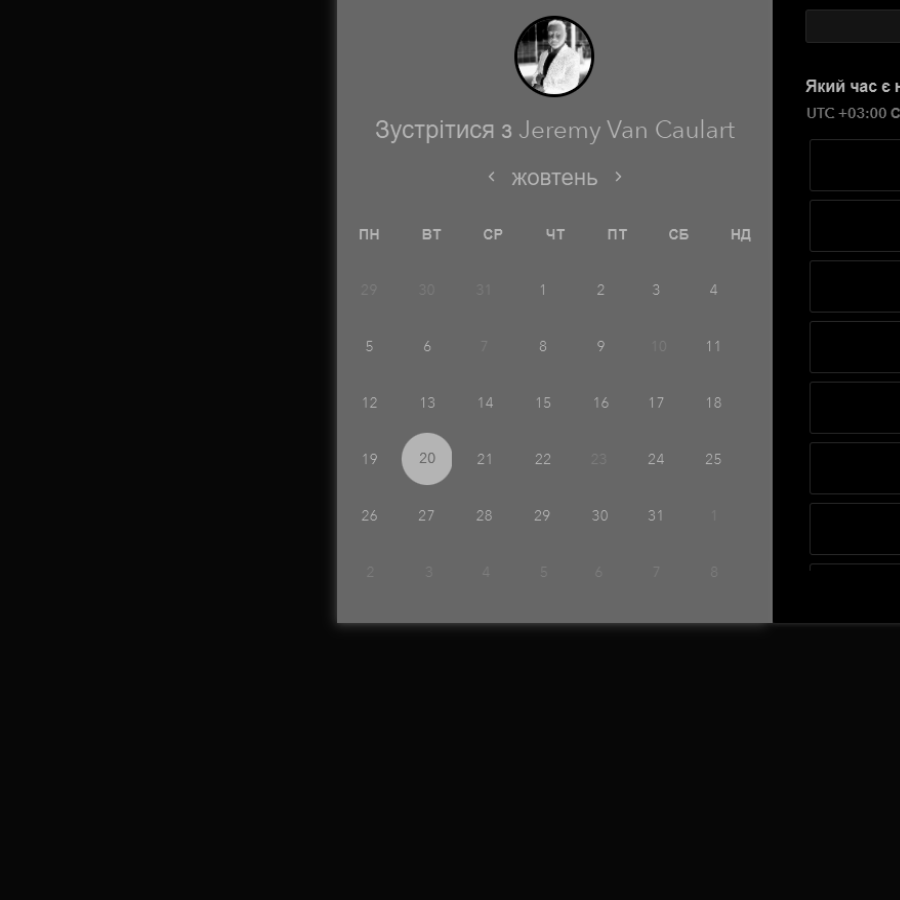 Зустрітися з Jeremy Van Caulart
жовтень
ПН ВТ СР ЧТ ПТ СБ НД
29 30 31 1 2 3 4
5 6 7 8 9 10 11
12 13 14 15 16 17 18
19 20 21 22 23 24 25
26 27 28 29 30 31 1
2 3 4 5 6 7 8
Який час є
UTC +03:00